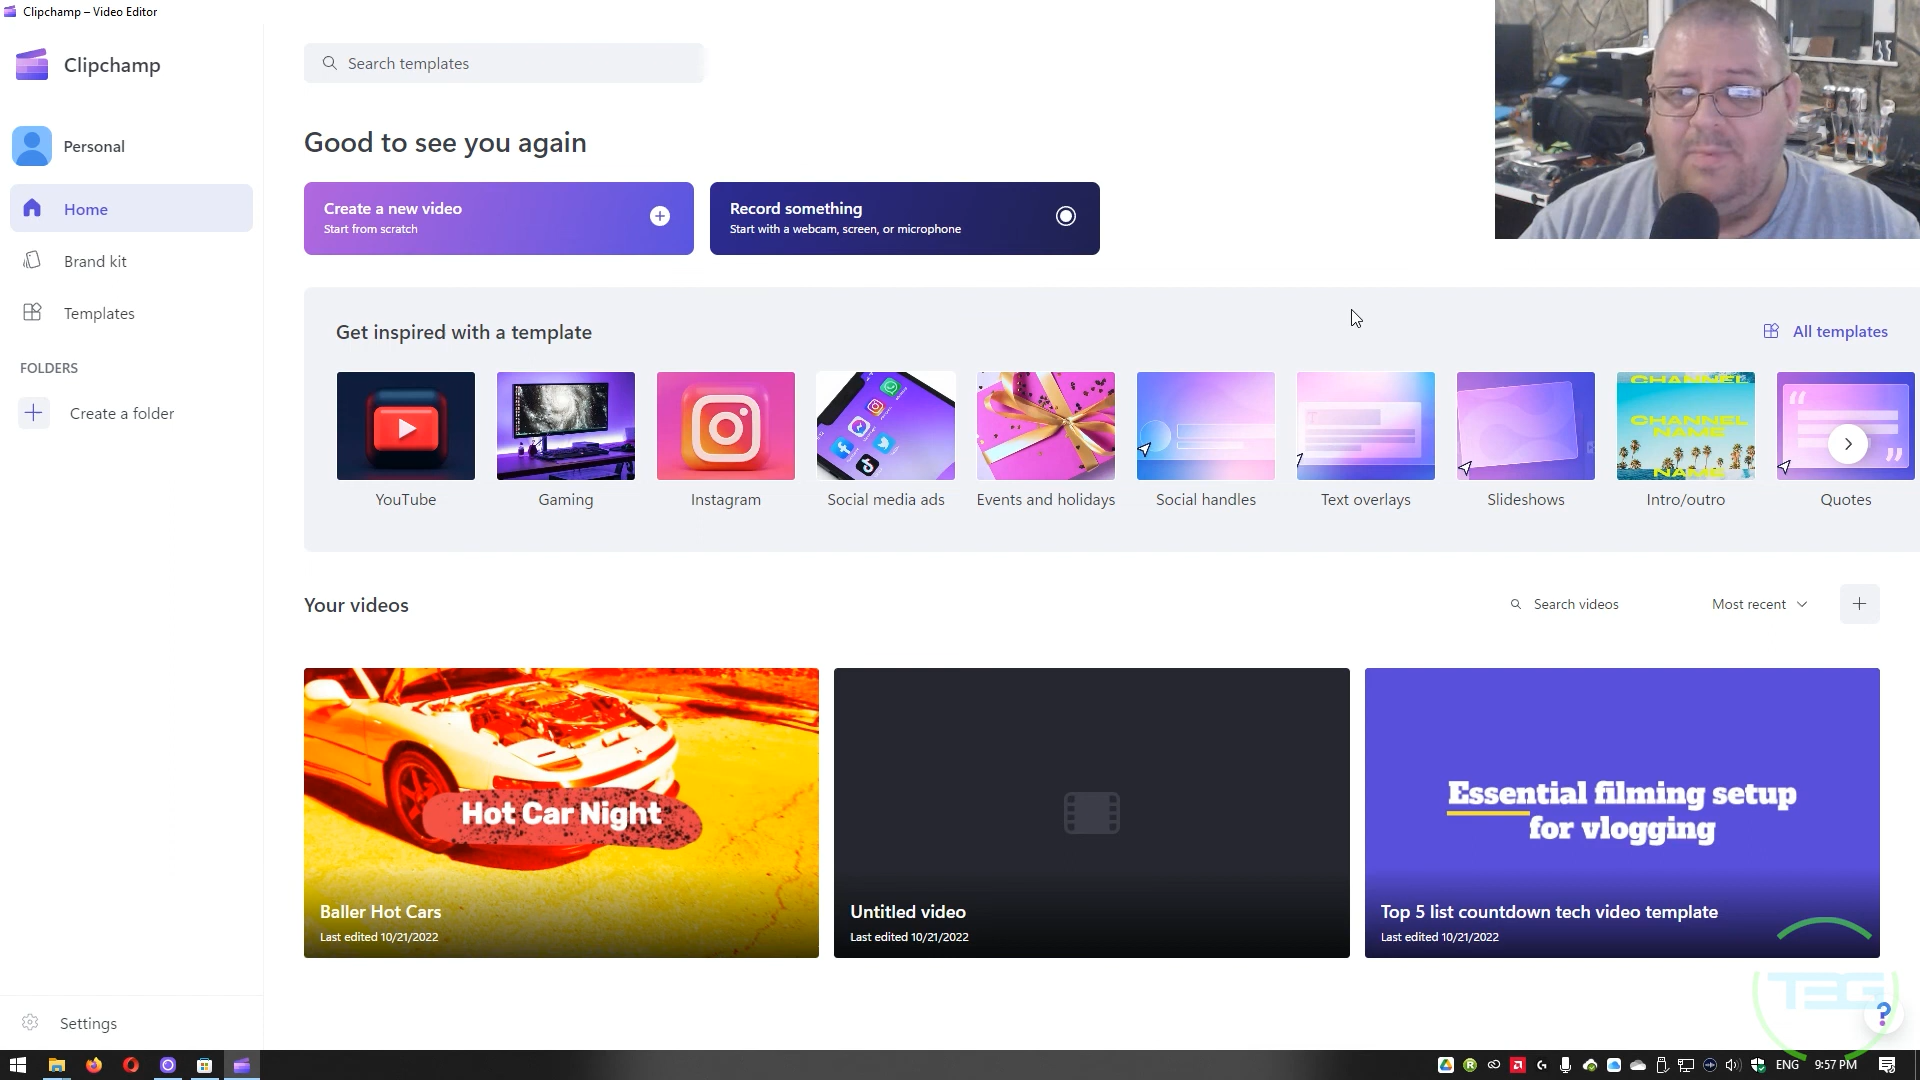 Clipchamp – Video Editor
Clipchamp
Search templates
Personal
Good to see you again
Home
Create a new video
Start from scratch
Record something
Start with a webcam, screen, or microphone
Brand kit
Templates
Get inspired with a template
All templates
FOLDERS
Create a folder
CHANNEL
CHANNEL
NAME
NAME
YouTube
Gaming
Instagram
Social media ads
Events and holidays
Social handles
Text overlays
Slideshows
Intro/outro
Quotes
Your videos
Search videos
Most recent
Hot Car Night
Essential filming setup
for vlogging
Baller Hot Cars
Last edited 10/21/2022
Untitled video
Last edited 10/21/2022
Top 5 list countdown tech video template
Last edited 10/21/2022
TEG
?
Settings
ENG
9:57 PM